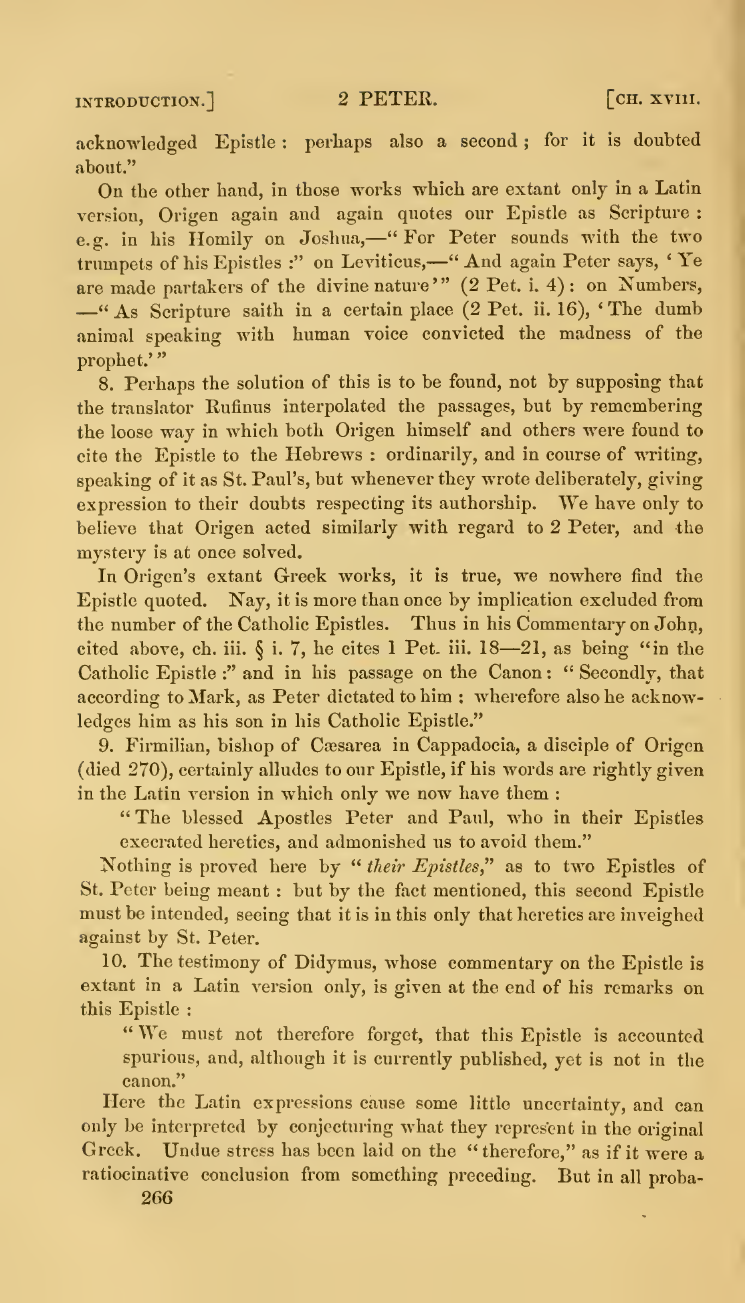 INTRODUCTION.] 2 PETER. [CH. XVIII.
acknowledged Epistle : perhaps also a second ; for it is doubted
about.”
On the other hand, in those works which are extant only in a Latin
version, Origen again and again quotes our Epistle as Scripture :
e.g. in his Homily on Joshua,—“ For Peter sounds with the two
trumpets of his Epistles :” on Leviticus,—“ And again Peter says, ‘ Ye
are made partakers of the divine nature’” (2 Pet. i. 4) : on Numbers,
—“ As Scripture saith in a certain place (2 Pet. ii. 16), ‘ The dumb
animal speaking with human voice convicted the madness of the
prophet.’ ”
8. Perhaps the solution of this is to be found, not by supposing that
the translator Rufinus interpolated the passages, but by remembering
the loose way in which both Origen himself and others were found to
cite the Epistle to the Hebrews : ordinarily, and in course of writing,
speaking of it as St. Paul’s, but whenever they wrote deliberately, giving
expression to their doubts respecting its authorship. We have only to
believe that Origen acted similarly with regard to 2 Peter, and the
mystery is at once solved.
In Origen’s extant Greek works, it is true, we nowhere find the
Epistle quoted. Nay, it is more than once by implication excluded from
the number of the Catholic Epistles. Thus in his Commentary on John,
cited above, ch. iii. § i. 7, he cites 1 Pet. iii. 18—21, as being “in the
Catholic Epistle :” and in his passage on the Canon : “ Secondly, that
according to Mark, as Peter dictated to him ; wherefore also he acknow-
ledges him as his son in his Catholic Epistle.”
9. Firmilian, bishop of Cæsarea in Cappadocia, a disciple of Origen
(died 270), certainly alludes to our Epistle, if his words are rightly given
in the Latin version in which only we now have them :
“ The blessed Apostles Peter and Paul, who in their Epistles
execrated heretics, and admonished us to avoid them.”
Nothing is proved here by “ their Epistles,” as to two Epistles of
St. Peter being meant : but by the fact mentioned, this second Epistle
must be intended, seeing that it is in this only that heretics are inveighed
against by St. Peter.
10. The testimony of Didymus, whose commentary on the Epistle is
extant in a Latin version only, is given at the end of his remarks on
this Epistle :
“ We must not therefore forget, that this Epistle is accounted
spurious, and, although it is currently published, yet is not in the
canon.”
Here the Latin expressions cause some little uncertainty, and can
only be interpreted by conjecturing what they represent in the original
Greek. Undue stress has been laid on the “ therefore,” as if it were a
ratiocinative conclusion from something preceding. But in all proba-
266